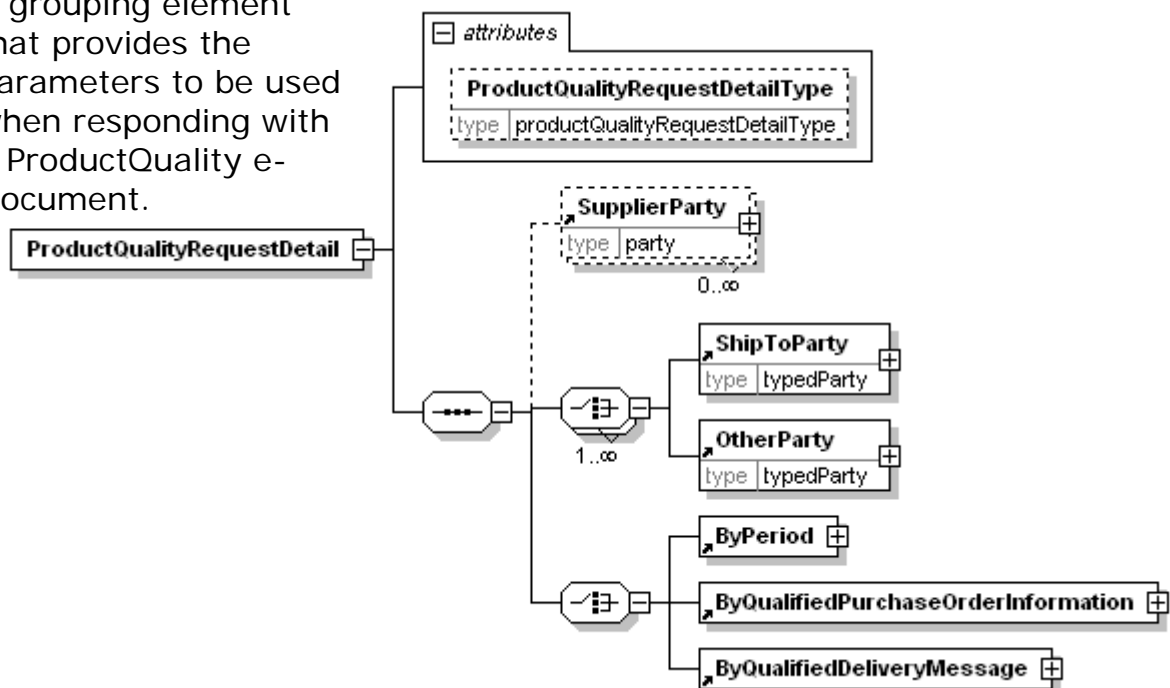 grouping element
hat provides the
arameters to be used
when responding with
ProductQuality e-
ocument.
attributes
ProductQualityRequestDetailType
type productQualityRequestDetailType
SupplierParty
type party
0..∞
ProductQualityRequestDetail
ShipToParty
type typedParty
1..∞
OtherParty
type typedParty
ByPeriod
ByQualifiedPurchaseOrderInformation
ByQualifiedDeliveryMessage